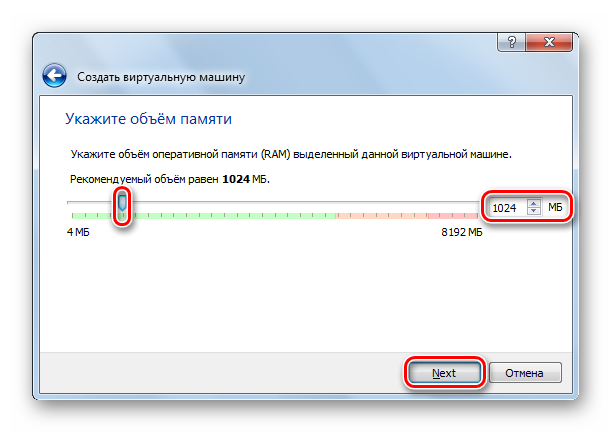 ?
Создать виртуальную машину
Укажите объём памяти
Укажите объём оперативной памяти (RAM) выделенный данной виртуальной машине.
Рекомендуемый объём равен 1024 МБ.
1024 МБ
4 МБ 8192 МБ
Next Отмена